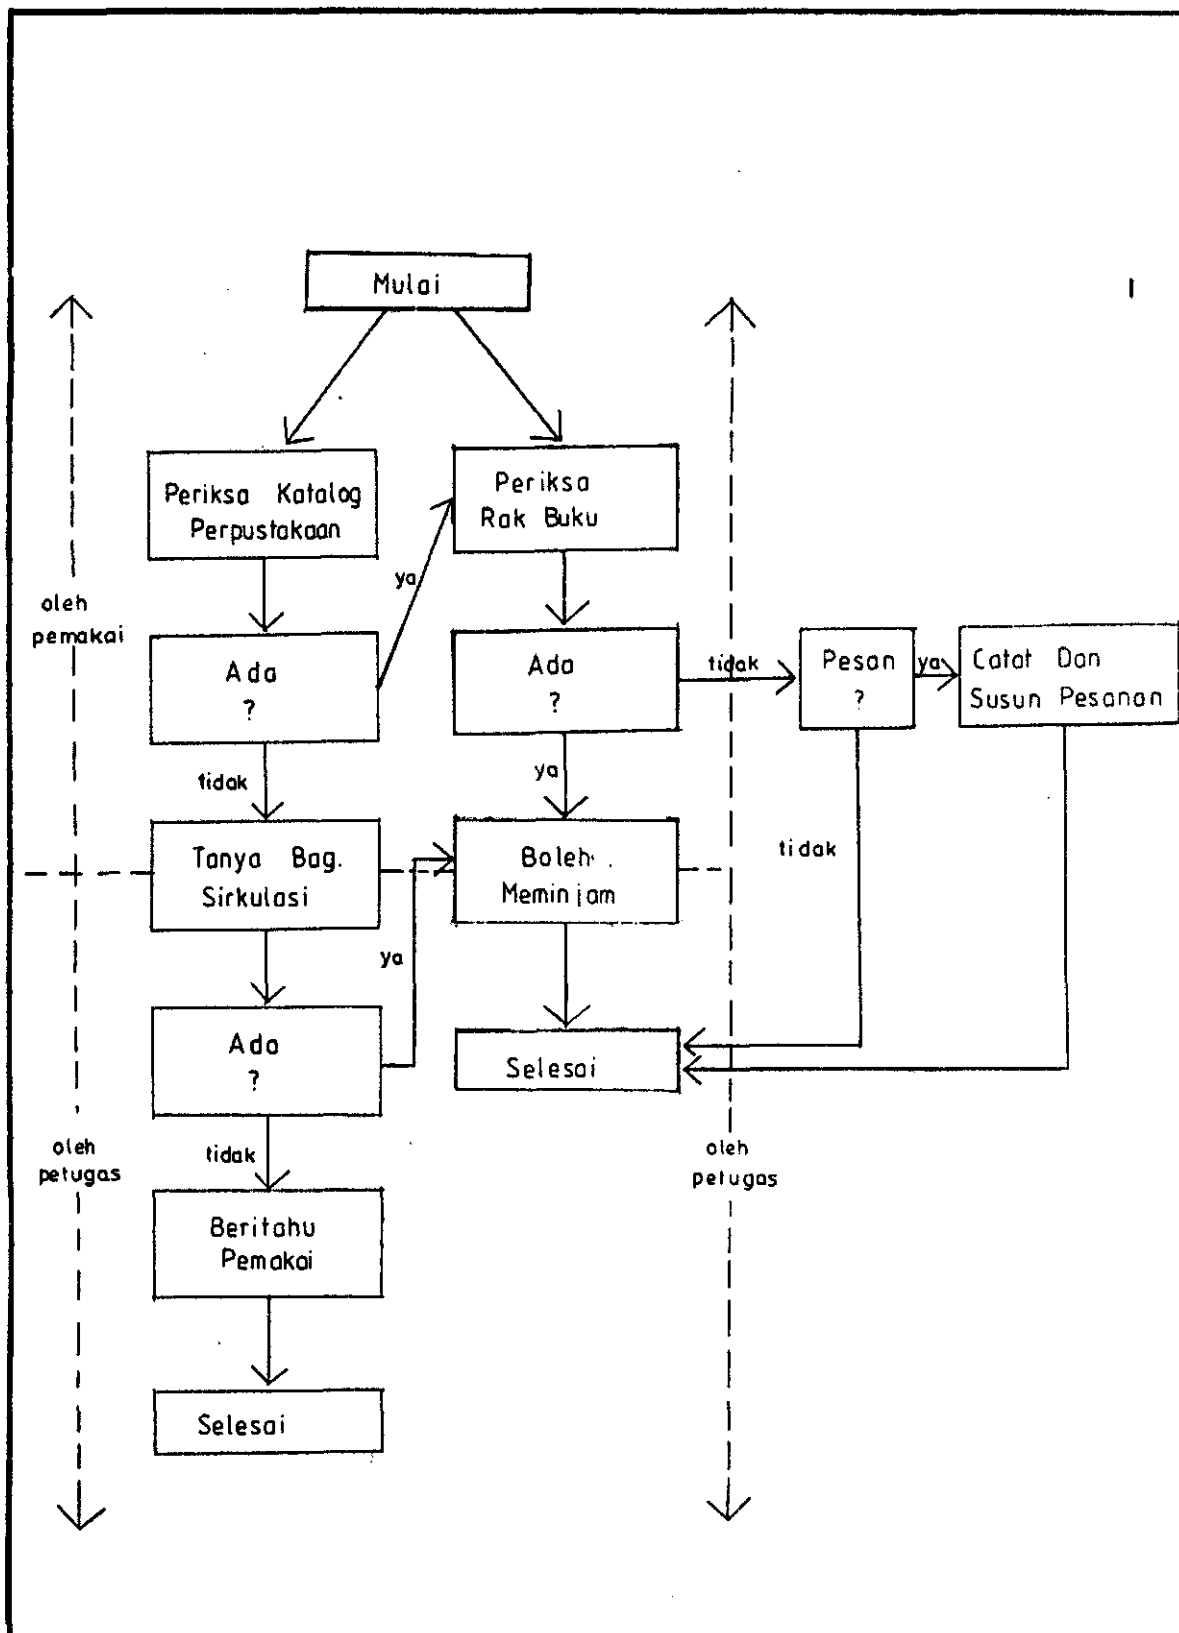 Mulai
Periksa Katalog
Perpustakaan
Periksa
Rak Buku
ya
oleh
pemakai
Ada
?
Ada
?
tidak
Pesan
?
ya
Catat Dan
Susun Pesanan
tidak
ya
Tanya Bag.
Sirkulasi
Boleh
Meminjam
tidak
ya
Ada
?
Selesai
oleh
petugas
tidak
oleh
petugas
Beritahu
Pemakai
Selesai